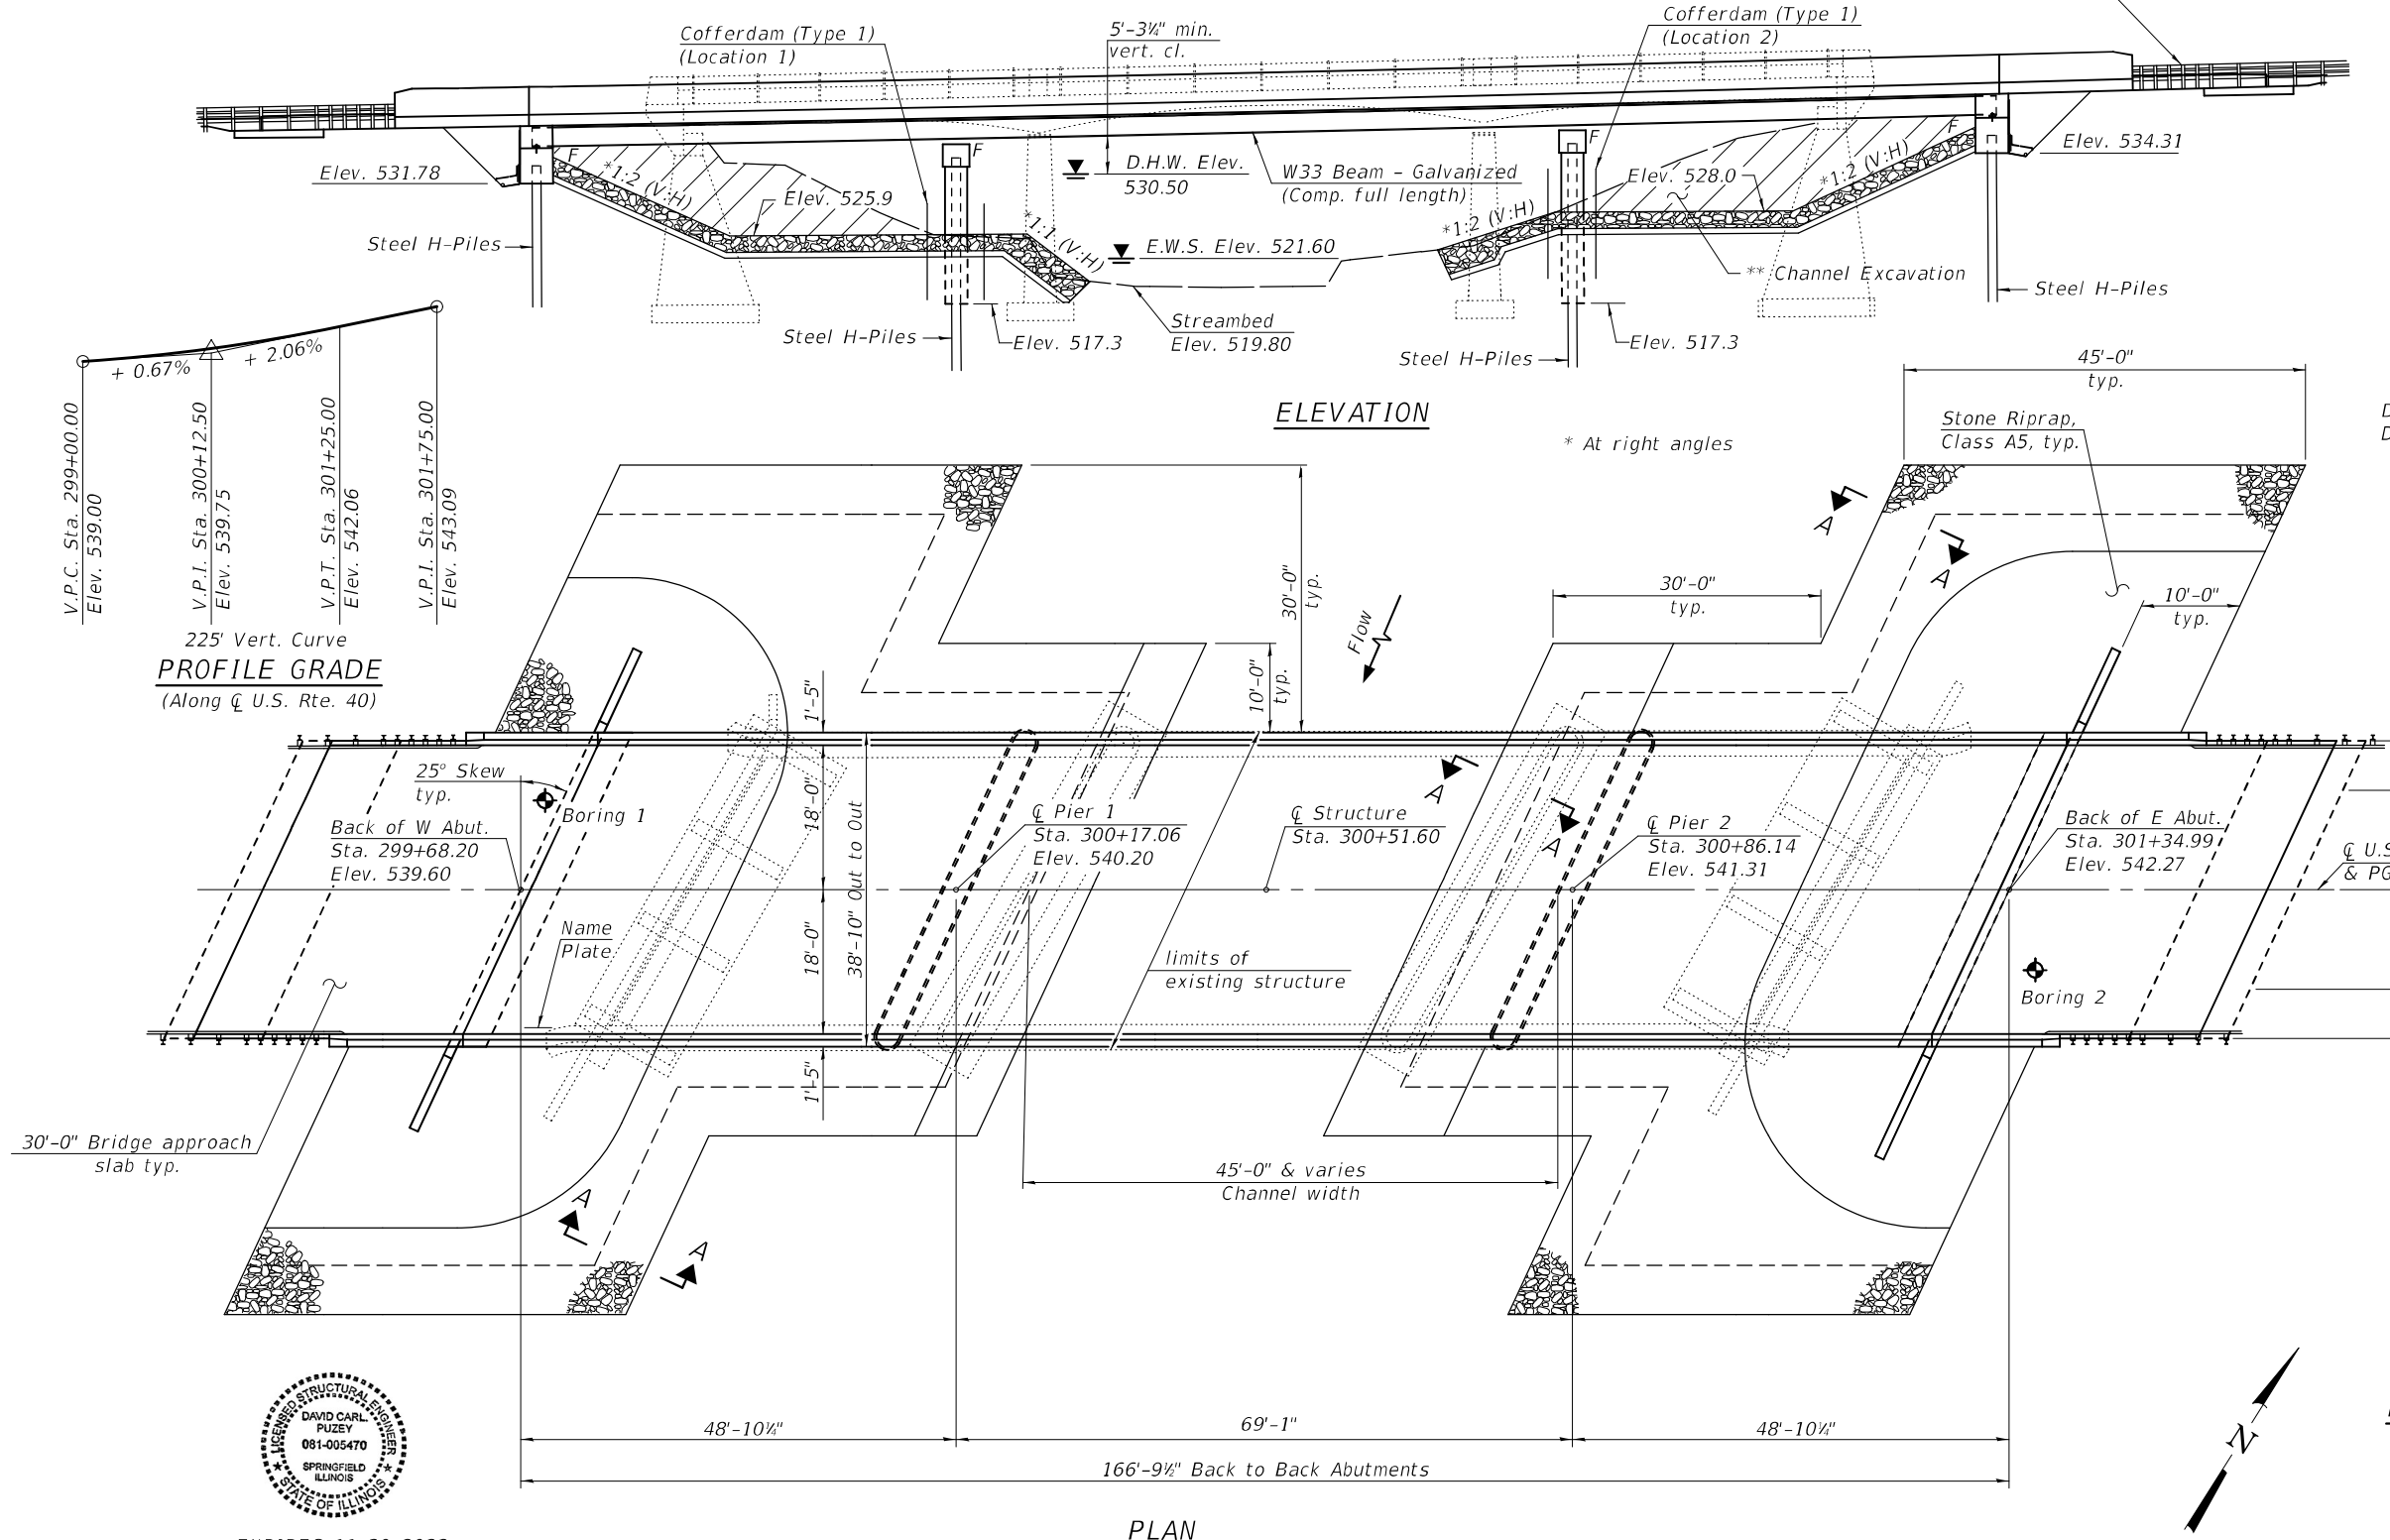 Cofferdam (Type 1)
(Location 1)
5'-3¼" min.
vert. cl.
Cofferdam (Type 1)
(Location 2)
Elev. 531.78
F
*1:2 (V:H)
Elev. 525.9
F
D.H.W. Elev.
530.50
W33 Beam - Galvanized
(Comp. full length)
F
Elev. 528.0
*1:2 (V:H)
F
Elev. 534.31
Steel H-Piles
*1:1 (V:H)
E.W.S. Elev. 521.60
*1:2 (V:H)
** Channel Excavation
Steel H-Piles
Steel H-Piles
Elev. 517.3
Streambed
Elev. 519.80
Steel H-Piles
Elev. 517.3
ELEVATION
* At right angles
+ 0.67%
+ 2.06%
V.P.C. Sta. 299+00.00
Elev. 539.00
V.P.I. Sta. 300+12.50
Elev. 539.75
V.P.T. Sta. 301+25.00
Elev. 542.06
V.P.I. Sta. 301+75.00
Elev. 543.09
225' Vert. Curve
PROFILE GRADE
(Along ℄ U.S. Rte. 40)
45'-0"
typ.
Stone Riprap,
Class A5, typ.
A
A
30'-0"
typ.
30'-0"
typ.
10'-0"
typ.
10'-0"
typ.
Flow
1'-5"
25° Skew
typ.
Boring 1
Back of W Abut.
Sta. 299+68.20
Elev. 539.60
18'-0"
38'-10" Out to Out
℄ Pier 1
Sta. 300+17.06
Elev. 540.20
℄ Structure
Sta. 300+51.60
A
A
℄ Pier 2
Sta. 300+86.14
Elev. 541.31
Back of E Abut.
Sta. 301+34.99
Elev. 542.27
℄ U.S
& PG
Name
Plate
18'-0"
limits of
existing structure
Boring 2
1'-5"
30'-0" Bridge approach
slab typ.
45'-0" & varies
Channel width
A
A
LICENSED STRUCTURAL ENGINEER
DAVID CARL.
PUZEY
081-005470
SPRINGFIELD
ILLINOIS
STATE OF ILLINOIS
48'-10¼"
69'-1"
48'-10¼"
166'-9½" Back to Back Abutments
N
PLAN